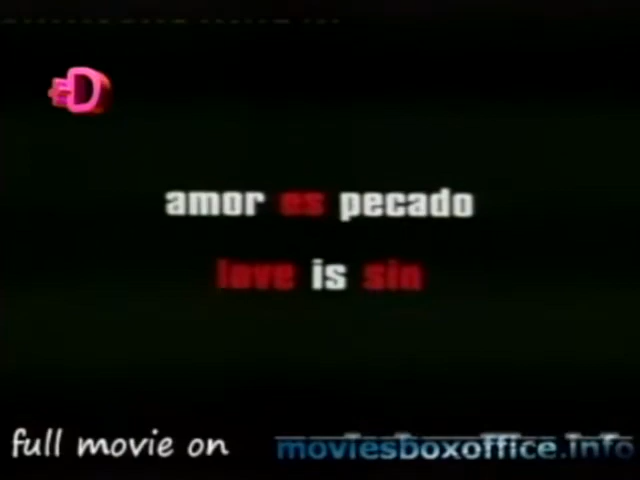 D
amor es pecado
love is sin
full movie on moviesboxoffice.info